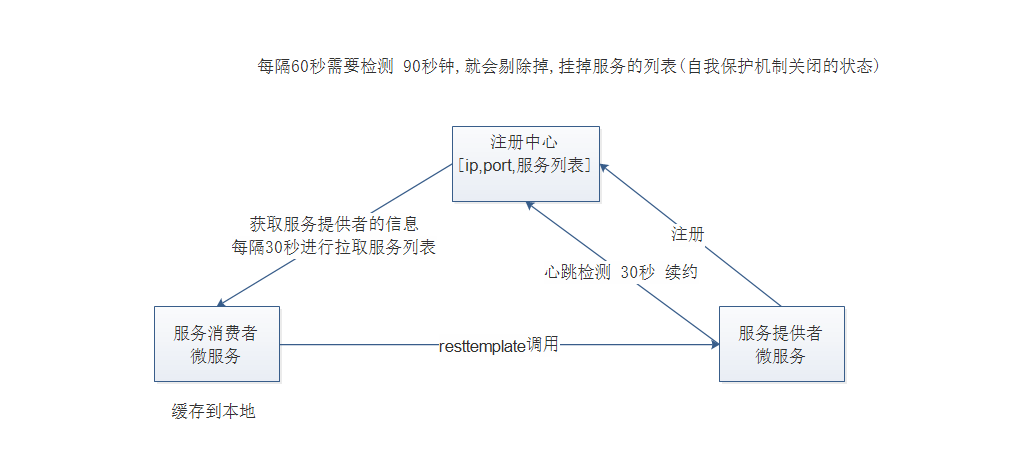 每隔60秒需要检测 90秒钟,就会剔除掉,挂掉服务的列表(自我保护机制关闭的状态)
注册中心
[ip,port,服务列表]
获取服务提供者的信息
每隔30秒进行拉取服务列表
注册
心跳检测 30秒 续约
服务消费者
微服务
resttemplate调用
服务提供者
微服务
缓存到本地